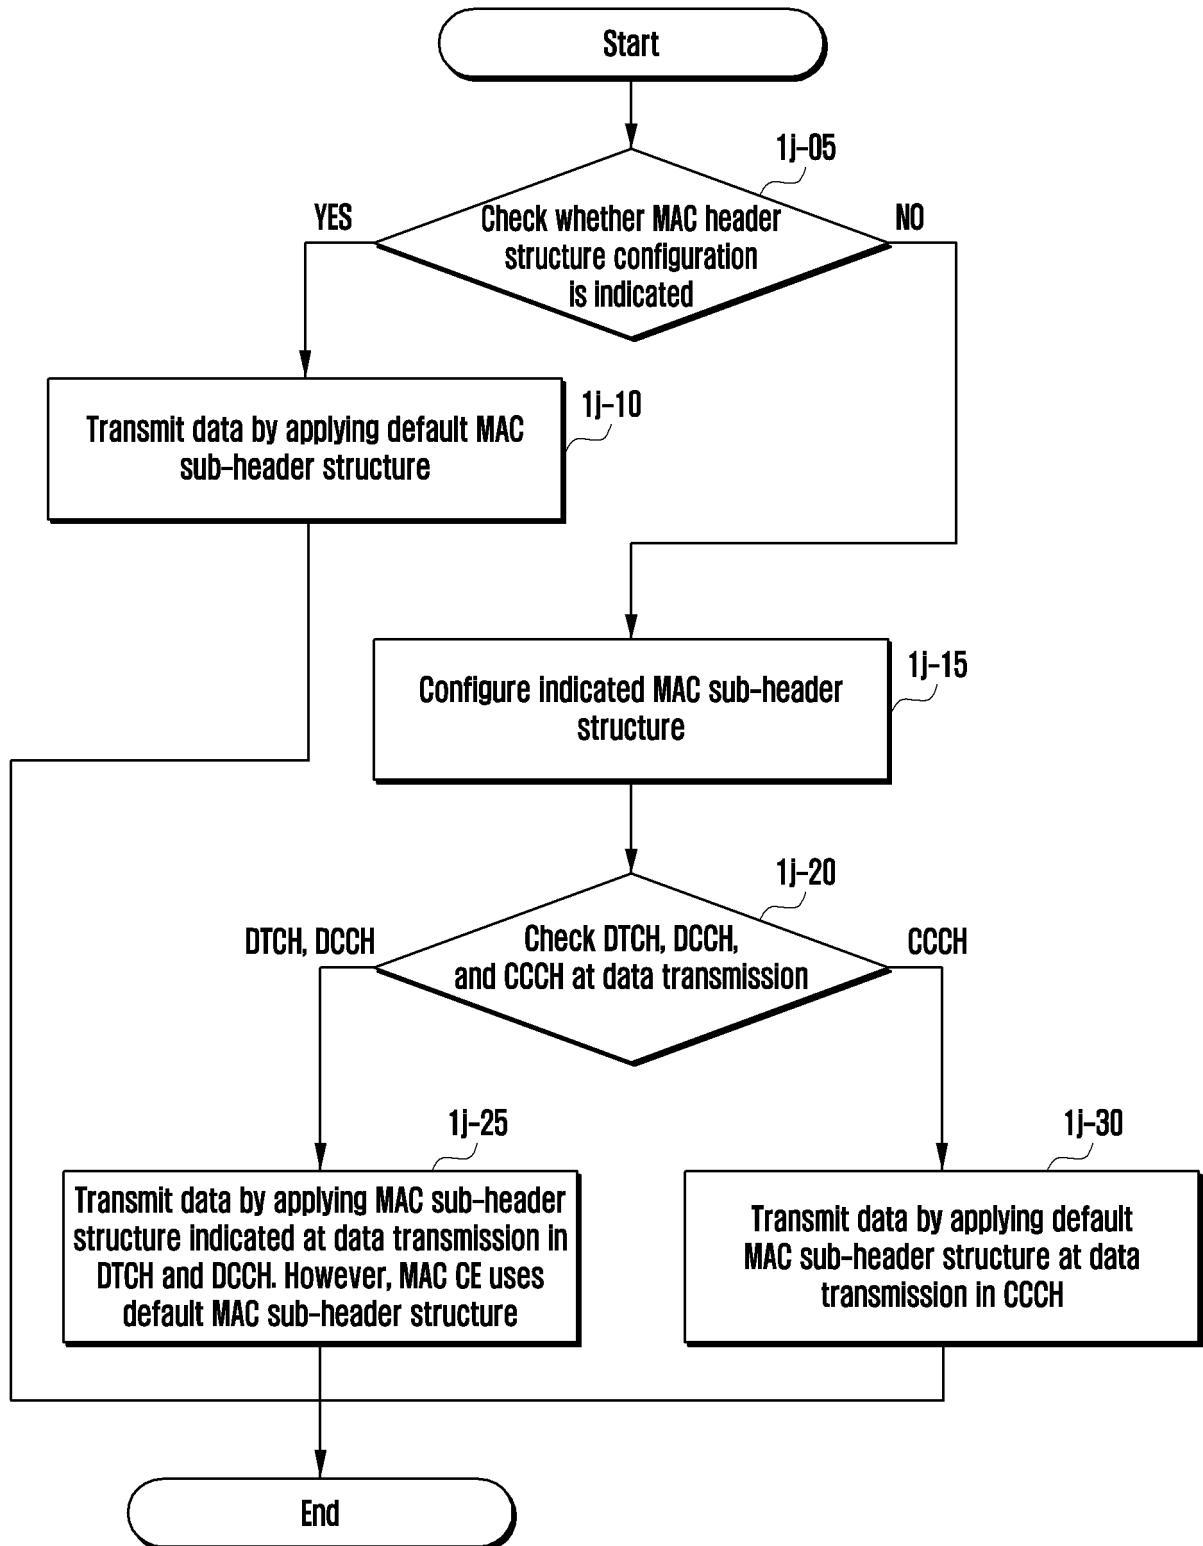 Start
1j-05
YES
Check whether MAC header
structure configuration
is indicated
NO
1j-10
Transmit data by applying default MAC
sub-header structure
1j-15
Configure indicated MAC sub-header
structure
1j-20
DTCH, DCCH
Check DTCH, DCCH,
and CCCH at data transmission
CCCH
1j-25
Transmit data by applying MAC sub-header
structure indicated at data transmission in
DTCH and DCCH. However, MAC CE uses
default MAC sub-header structure
1j-30
Transmit data by applying default
MAC sub-header structure at data
transmission in CCCH
End